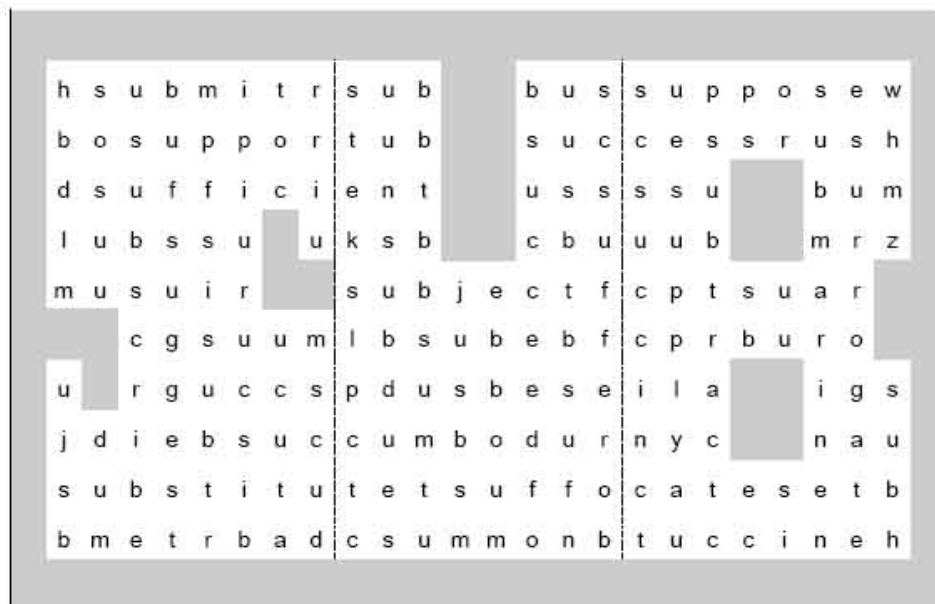 h s u b m i t r s u b b u s s u p p o s e w
b o s u p p o r t u b s u c c e s s r u s h
d s u f f i c i e n t u s s s s u b u m
l u b s s u u k s b c b u u u b m r z
m u s u i r s u b j e c t f c p t s u a r
c g s u u m l b s u b e b f c p r b u r o
u r g u c c s p d u s b e s e i l a i g s
j d i e b s u c c u m b o d u r n y c n a u
s u b s t i t u t e t s u f f o c a t e s e t b
b m e t r b a d c s u m m o n b t u c c i n e h